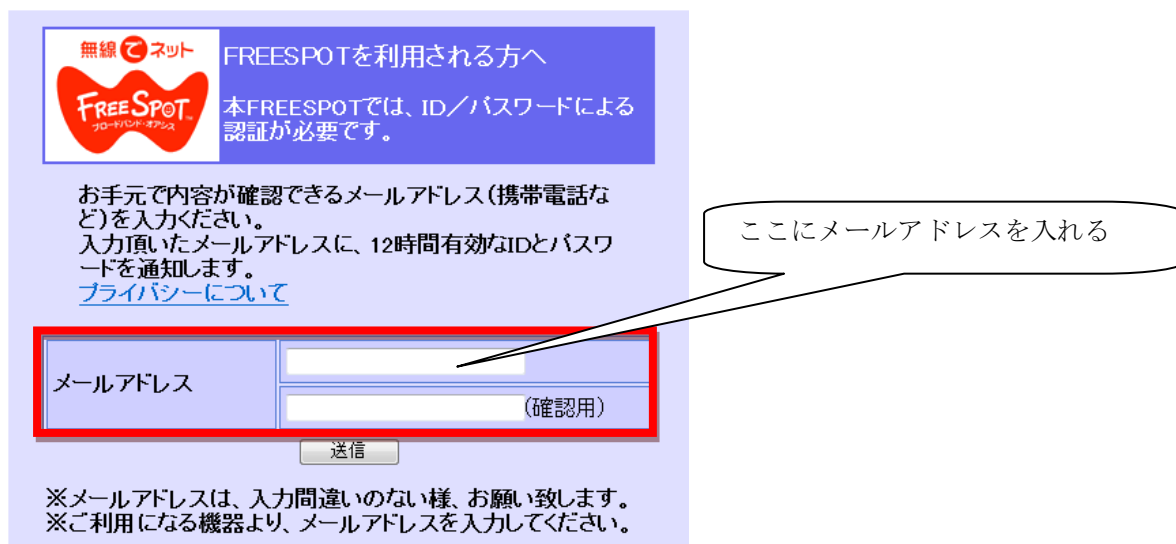 無線でネット
FREESPOT
ブロードバンド・オアシス
FREESPOTを利用される方へ
本FREESPOTでは、ID／パスワードによる
認証が必要です。
お手元で内容が確認できるメールアドレス(携帯電話な
ど)を入力ください。
入力頂いたメールアドレスに、12時間有効なIDとパスワ
ードを通知します。
プライバシーについて
ここにメールアドレスを入れる
メールアドレス
(確認用)
送信
※メールアドレスは、入力間違いのない様、お願い致します。
※ご利用になる機器より、メールアドレスを入力してください。